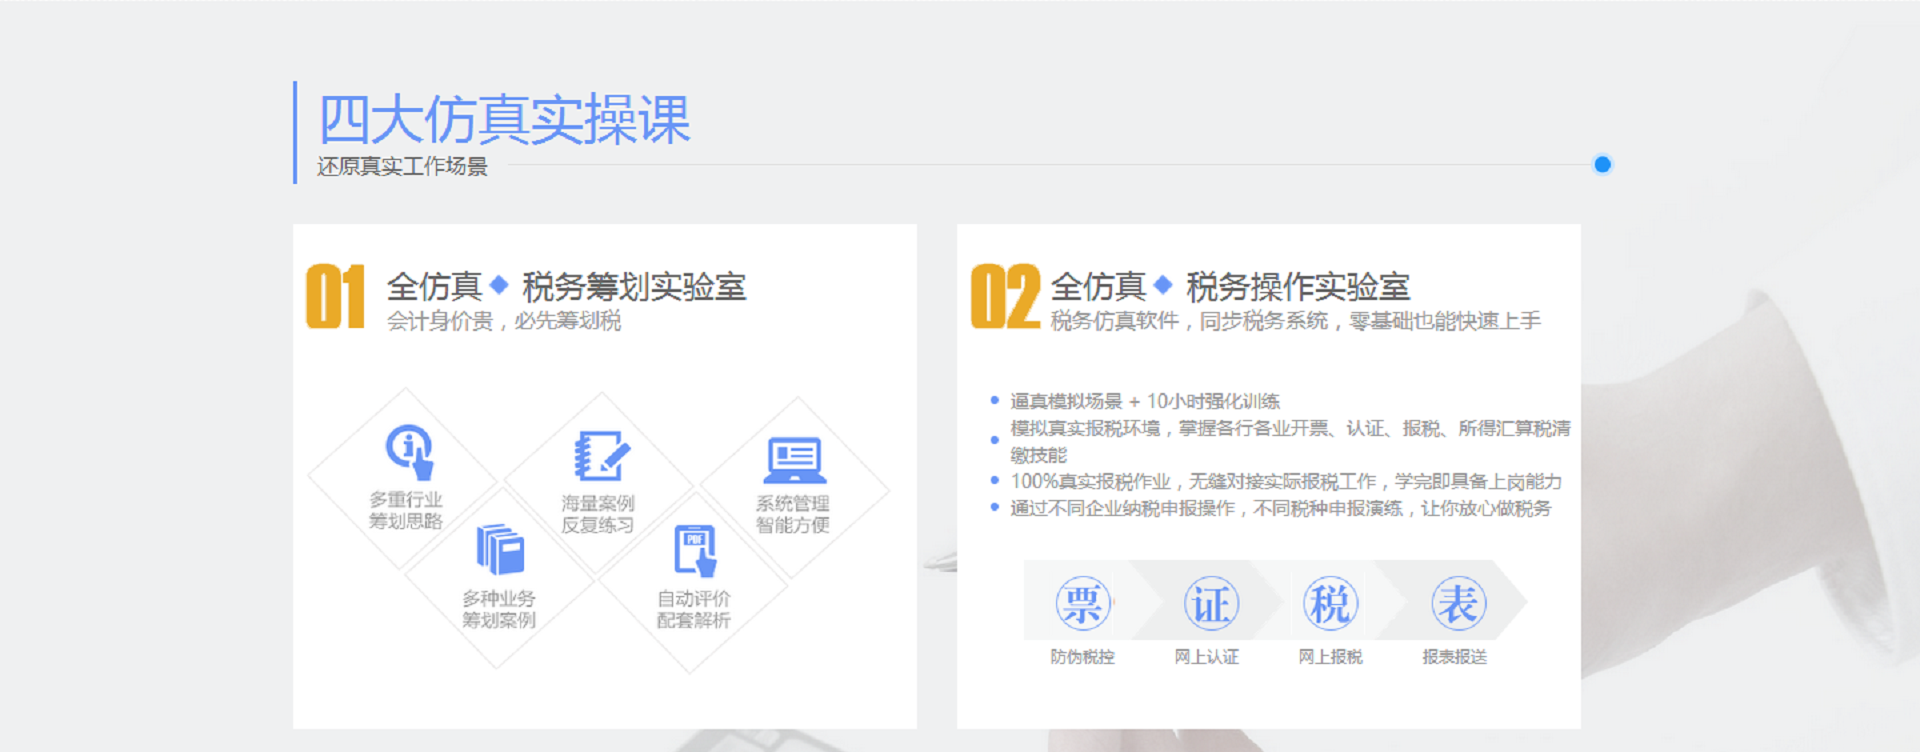 四大仿真实操课
还原真实工作场景
01
全仿真◆税务筹划实验室
会计身价贵，必先筹划税
多重行业
筹划思路
海量案例
反复练习
系统管理
智能方便
多种业务
筹划案例
PDF
自动评价
配套解析
02
全仿真◆税务操作实验室
税务仿真软件，同步税务系统，零基础也能快速上手
逼真模拟场景 + 10小时强化训练
模拟真实报税环境，掌握各行各业开票、认证、报税、所得汇算税清
缴技能
100%真实报税作业，无缝对接实际报税工作，学完即具备上岗能力
通过不同企业纳税申报操作，不同税种申报演练，让你放心做税务
票
证
税
表
防伪税控
网上认证
网上报税
报表报送